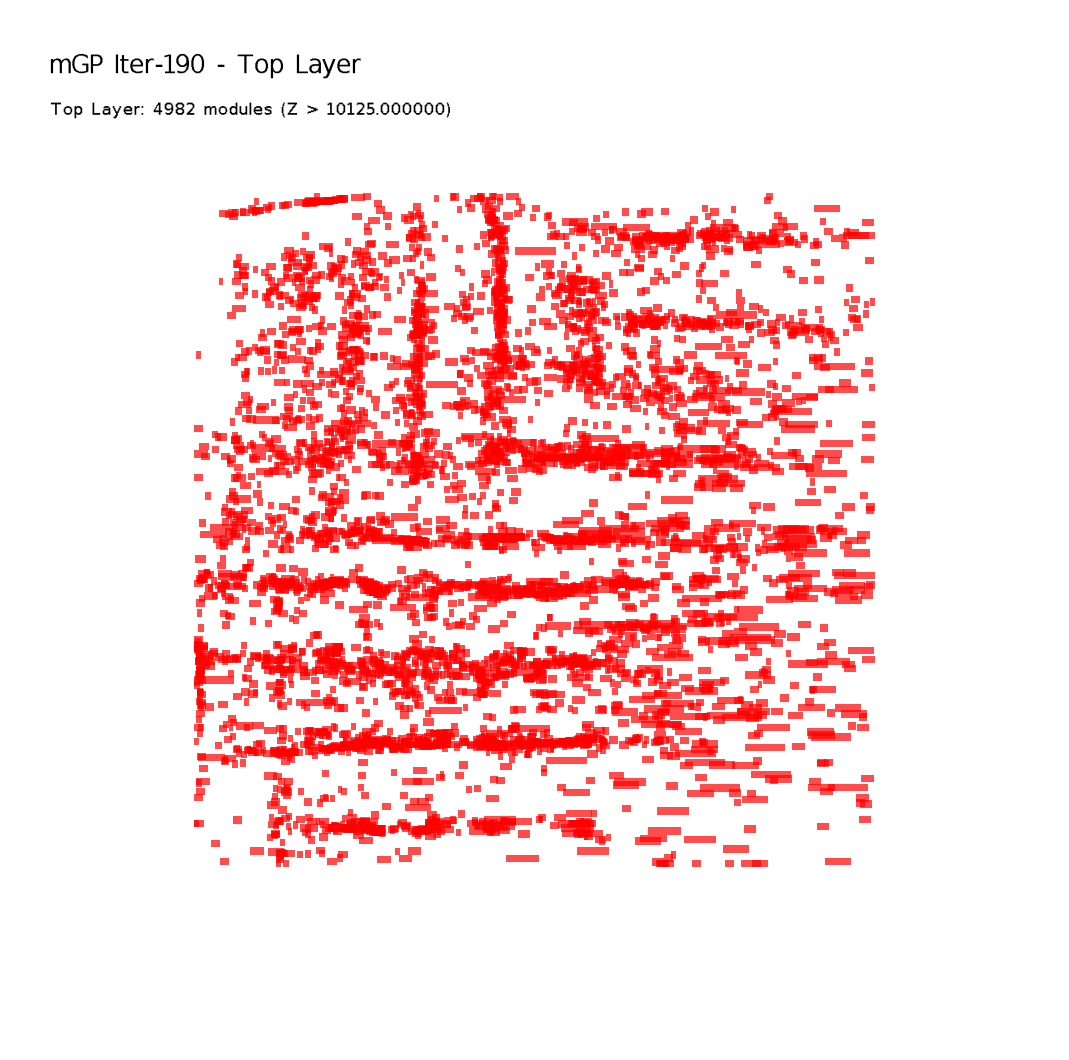 mGP Iter-190 - Top Layer
Top Layer: 4982 modules (Z > 10125.000000)